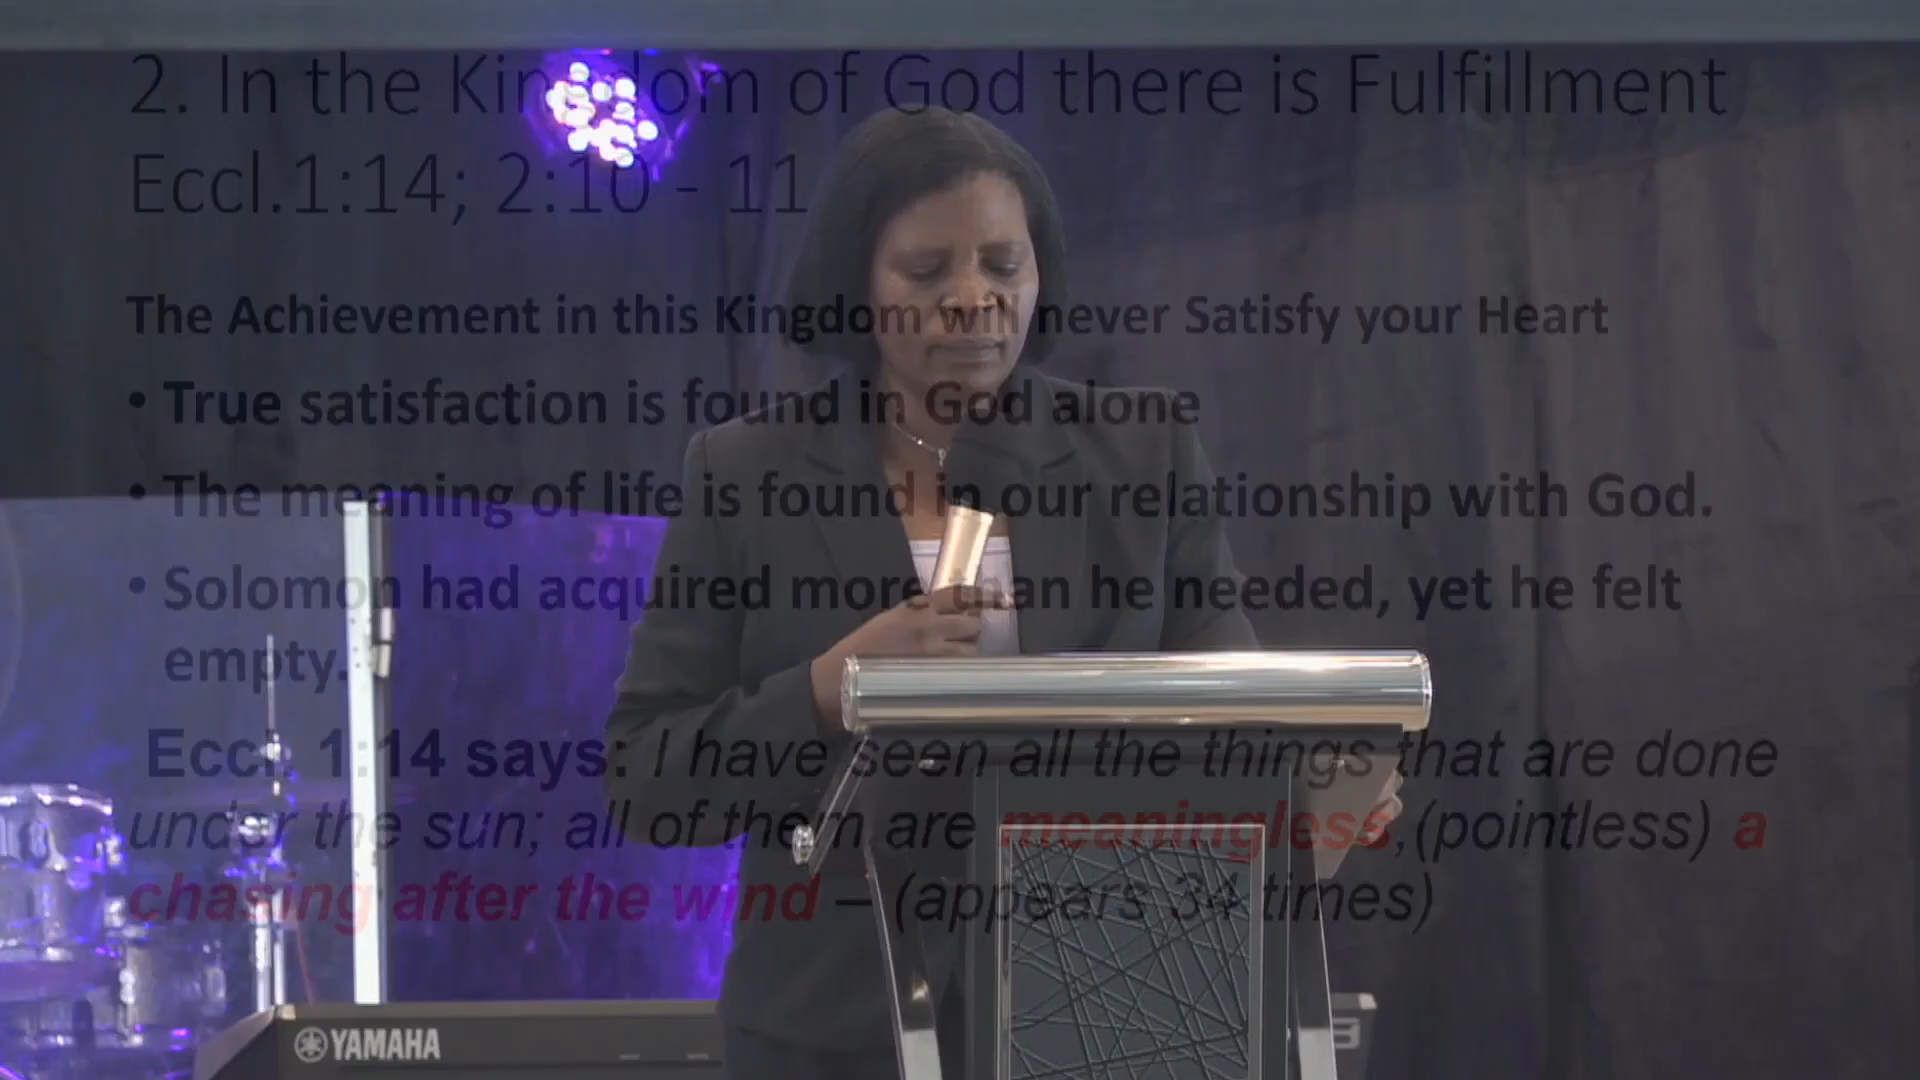 2. In the Kingdom of God there is Fulfillment
Eccl.1:14; 2:10 - 11
The Achievement in this Kingdom will never Satisfy your Heart
• True satisfaction is found in God alone
• The meaning of life is found in our relationship with God.
• Solomon had acquired more than he needed, yet he felt
empty.
Eccl. 1:14 says: I have seen all the things that are done
under the sun; all of them are meaningless,(pointless) a
chasing after the wind – (appears 34 times)
YAMAHA